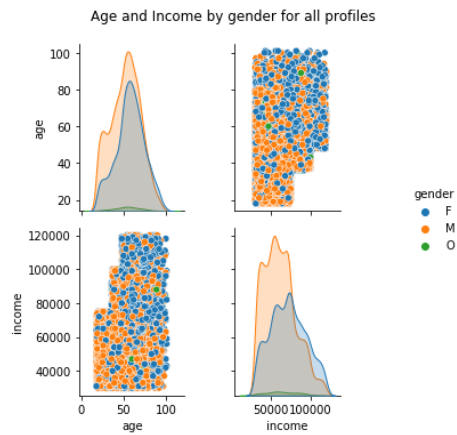 Age and Income by gender for all profiles
100
80
60
40
20
age
gender
F
M
O
120000
100000
80000
60000
40000
income
0 50 100
50000 100000
age
income